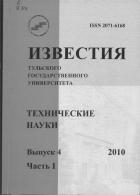 ISSN 2071-6168
ИЗВЕСТИЯ
ТУЛЬСКОГО
ГОСУДАРСТВЕННОГО
УНИВЕРСИТЕТА
ТЕХНИЧЕСКИЕ
НАУКИ
Выпуск 4
2010
Часть 1